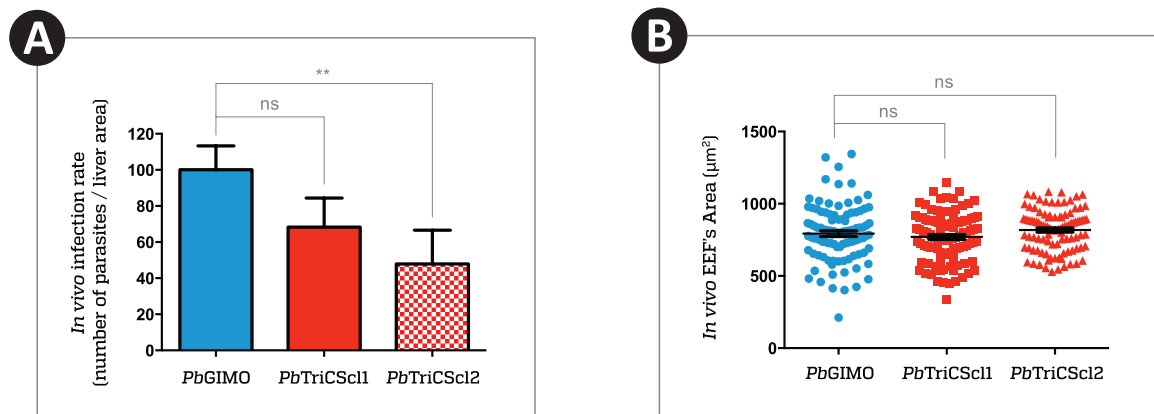 A
**
ns
In vivo infection rate
(number of parasites / liver area)
120
100
80
60
40
20
0
PbGIMO
PbTriCScl1
PbTriCScl2
B
ns
ns
In vivo EEF's Area (µm²)
1500
1000
500
0
PbGIMO
PbTriCScl1
PbTriCScl2